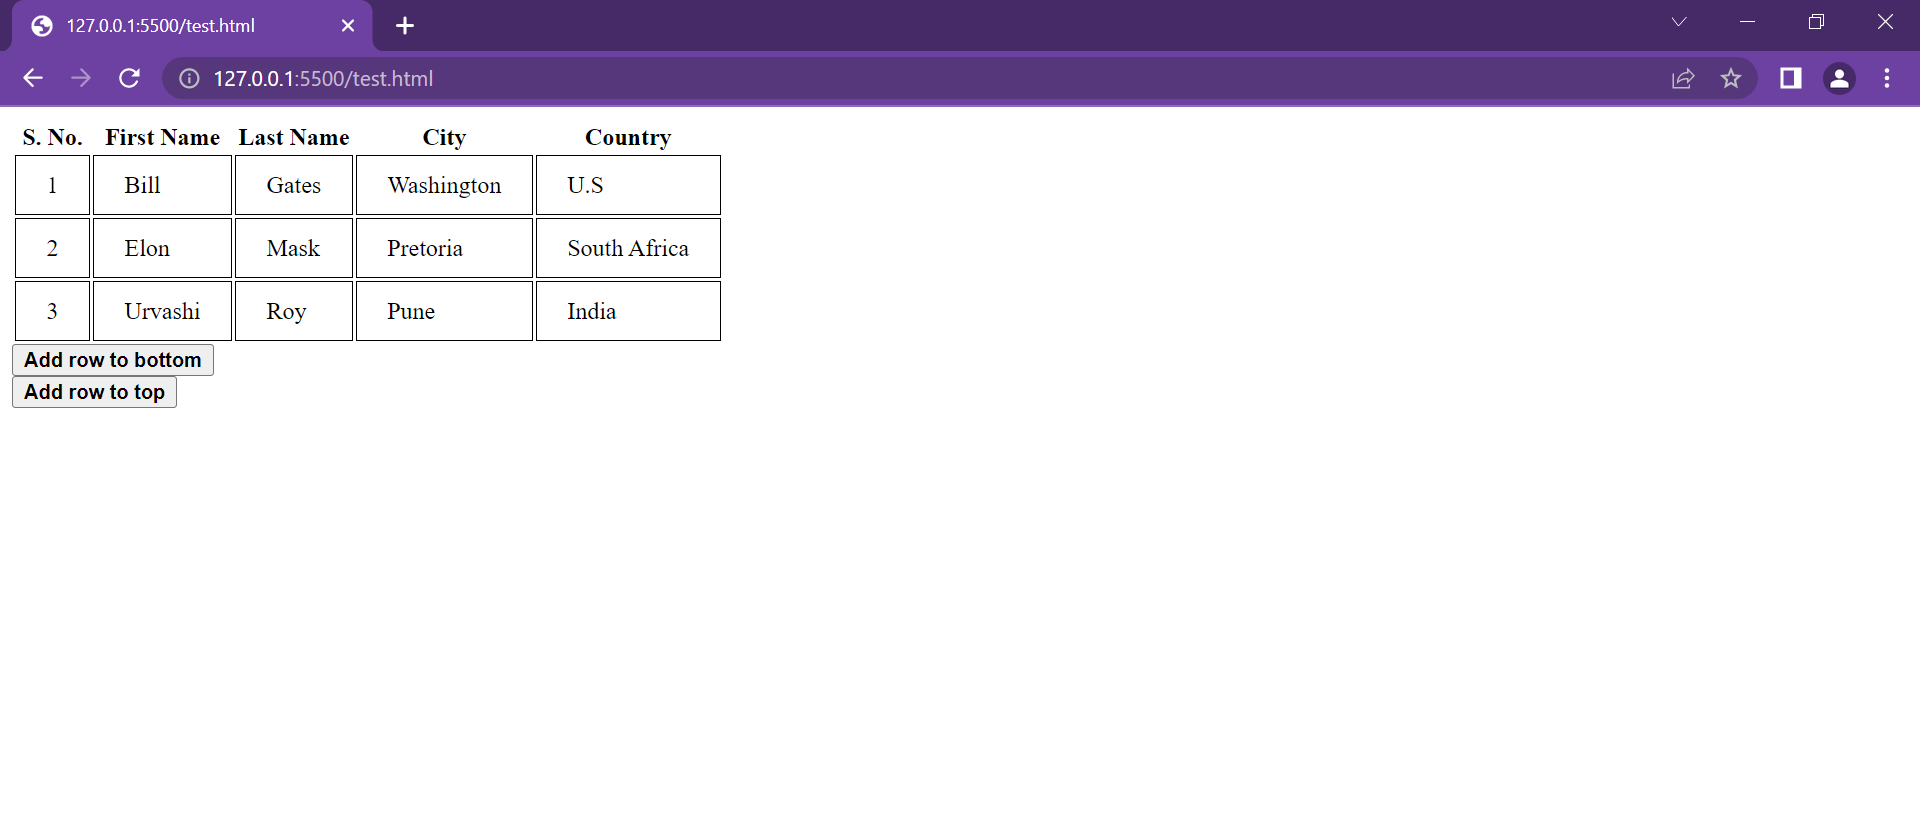 127.0.0.1:5500/test.html
127.0.0.1:5500/test.html
S. No. First Name Last Name City Country
1 Bill Gates Washington U.S
2 Elon Mask Pretoria South Africa
3 Urvashi Roy Pune India
Add row to bottom
Add row to top